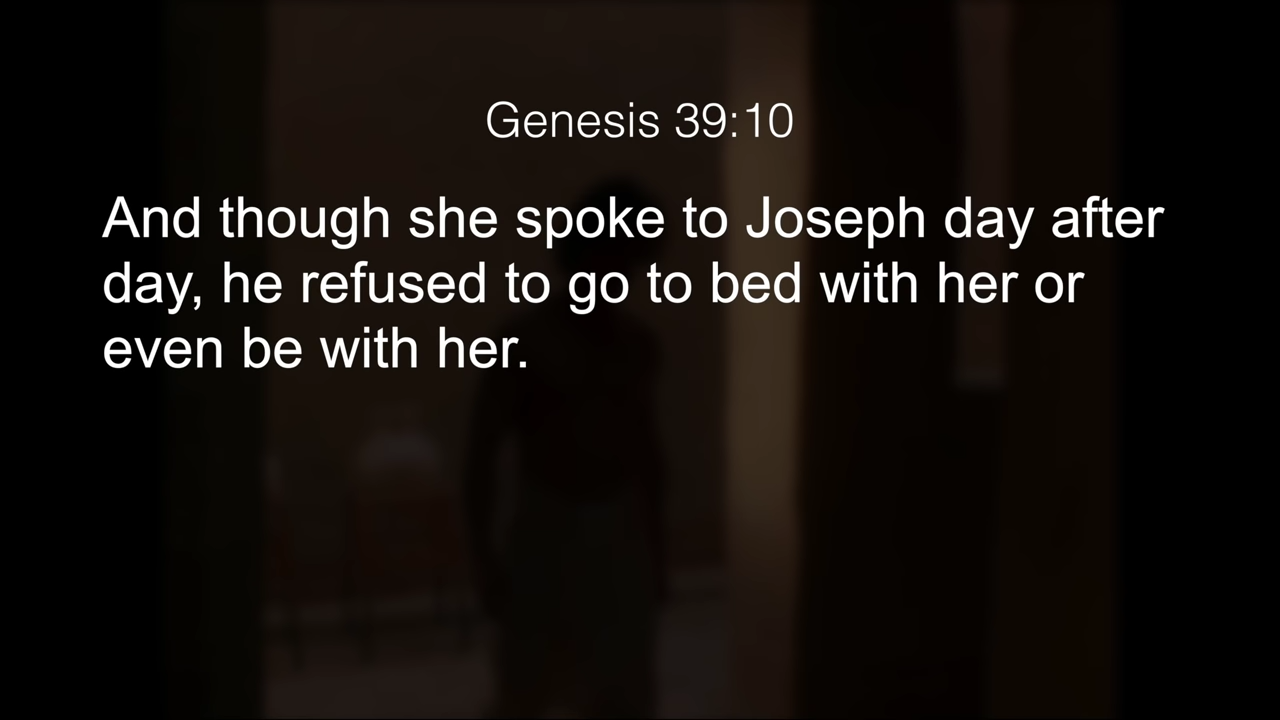 Genesis 39:10
And though she spoke to Joseph day after
day, he refused to go to bed with her or
even be with her.